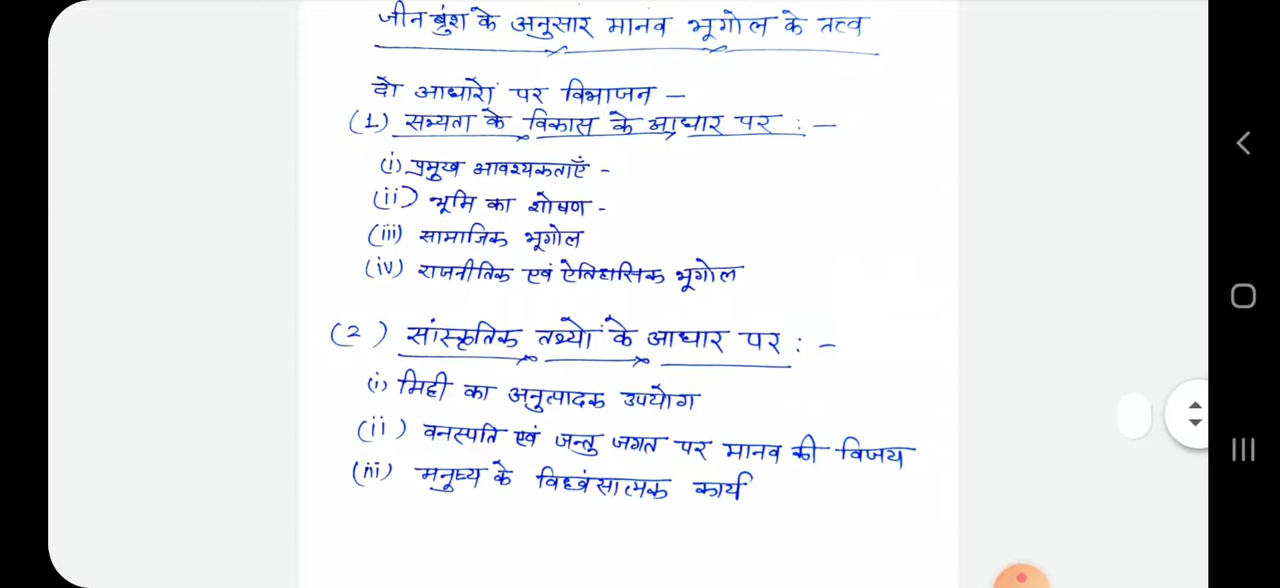 जीन ब्रुंश के अनुसार मानव भूगोल के तत्व
दो आधारों पर विभाजन —
(1) सभ्यता के विकास के आधार पर : —
(i) प्रमुख आवश्यकताएँ -
(ii) भूमि का शोषण -
(iii) सामाजिक भूगोल
(iv) राजनीतिक एवं ऐतिहासिक भूगोल
(2) सांस्कृतिक तथ्यों के आधार पर : —
(i) मिट्टी का अनुत्पादक उपयोग
(ii) वनस्पति एवं जन्तु जगत पर मानव की विजय
(iii) मनुष्य के विध्वंसात्मक कार्य